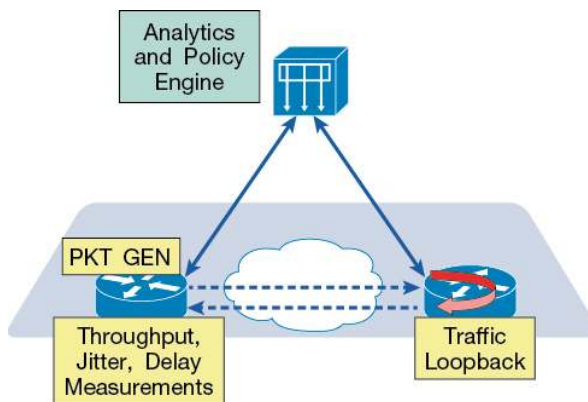 Analytics
and Policy
Engine
PKT GEN
Throughput,
Jitter, Delay
Measurements
Traffic
Loopback